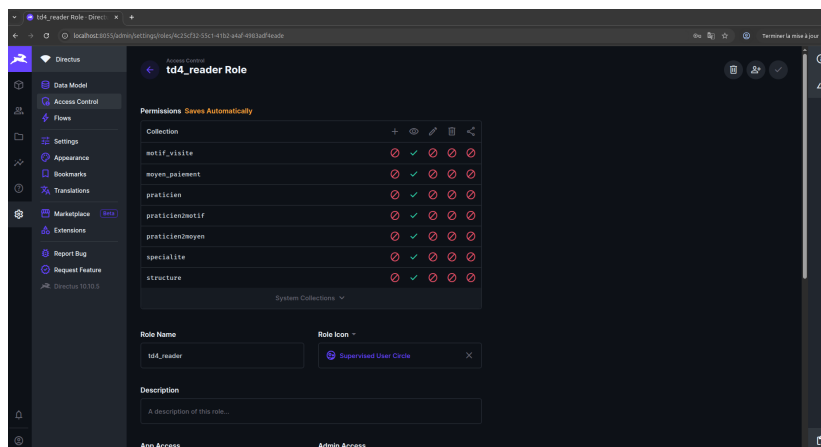 td4_reader Role · Direct
localhost:8055/admin/settings/roles/4c25cf32-55c1-41b2-a4af-4983adf4eade
Terminer la mise à jour
Directus
Data Model
Access Control
Flows
Settings
Appearance
Bookmarks
Translations
Marketplace Beta
Extensions
Report Bug
Request Feature
Directus 10.10.5
Access Control
td4_reader Role
Permissions Saves Automatically
Collection
motif_visite
moyen_paiement
praticien
praticien2motif
praticien2moyen
specialite
structure
System Collections
Role Name
Role Icon
td4_reader
Supervised User Circle
Description
A description of this role...
App Access
Admin Access